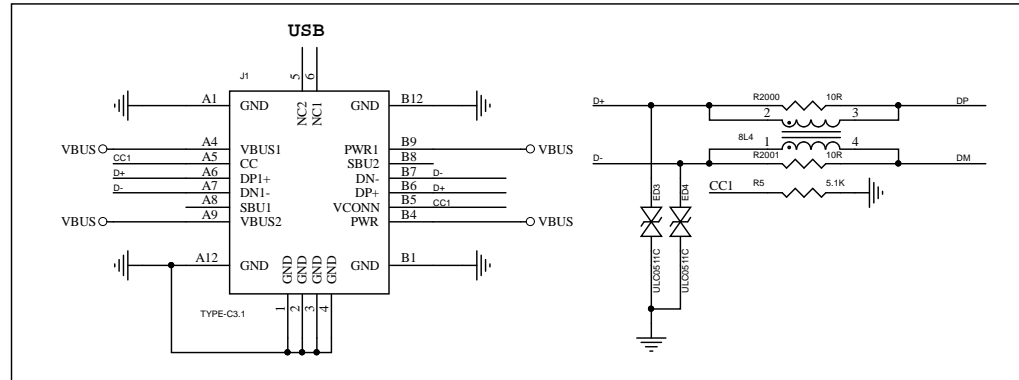 USB
J1
5
6
A1
GND
NC2
NC1
GND
B12
VBUS
A4
VBUS1
PWR1
B9
VBUS
CC1
A5
CC
SBU2
B8
D+
A6
DP1+
DN-
B7
D-
D-
A7
DN1-
DP+
B6
D+
A8
SBU1
VCONN
B5
CC1
VBUS
A9
VBUS2
PWR
B4
VBUS
A12
GND
GND
GND
GND
GND
GND
B1
TYPE-C3.1
1
2
3
4
D+
R2000
10R
DP
2
3
8L4
1
4
D-
R2001
10R
DM
CC1
R5
5.1K
ED3
ED4
ULC0511C
ULC0511C